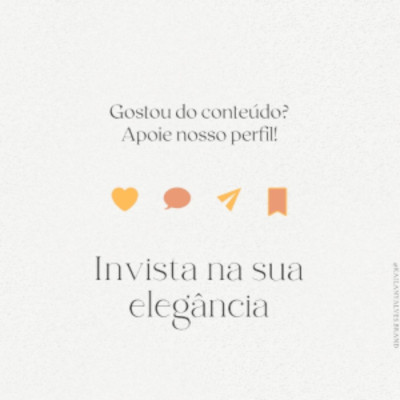 Gostou do conteúdo?
Apoie nosso perfil!
Invista na sua
elegância